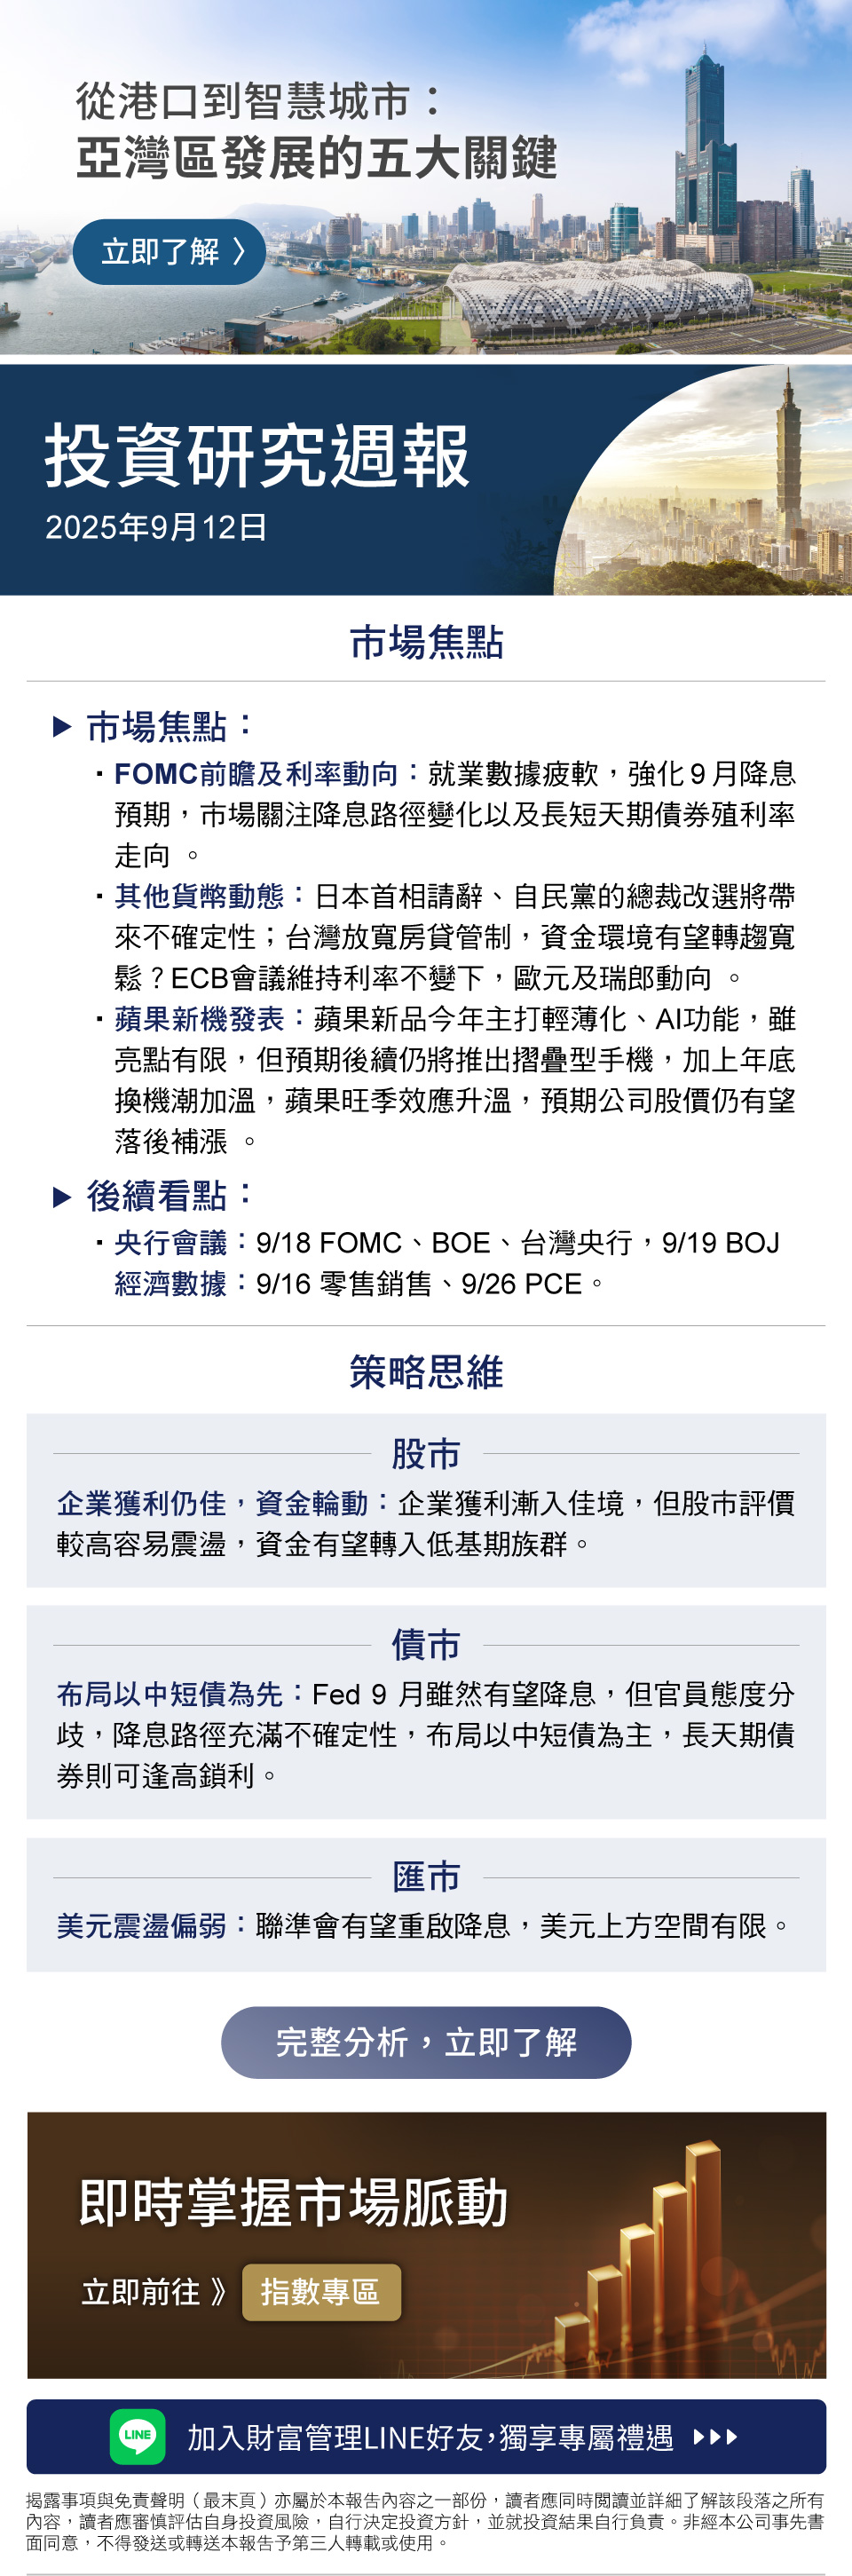 從港口到智慧城市：
亞灣區發展的五大關鍵
立即了解 〉
投資研究週報
2025年9月12日
市場焦點
▶ 市場焦點：
・FOMC前瞻及利率動向：就業數據疲軟，強化9月降息
預期，市場關注降息路徑變化以及長短天期債券殖利率
走向 。
・其他貨幣動態：日本首相請辭、自民黨的總裁改選將帶
來不確定性；台灣放寬房貸管制，資金環境有望轉趨寬
鬆？ECB會議維持利率不變下，歐元及瑞郎動向 。
・蘋果新機發表：蘋果新品今年主打輕薄化、AI功能，雖
亮點有限，但預期後續仍將推出摺疊型手機，加上年底
換機潮加溫，蘋果旺季效應升溫，預期公司股價仍有望
落後補漲 。
▶ 後續看點：
・央行會議：9/18 FOMC、BOE、台灣央行，9/19 BOJ
經濟數據：9/16 零售銷售、9/26 PCE。
策略思維
股市
企業獲利仍佳，資金輪動：企業獲利漸入佳境，但股市評價
較高容易震盪，資金有望轉入低基期族群。
債市
布局以中短債為先：Fed 9 月雖然有望降息，但官員態度分
歧，降息路徑充滿不確定性，布局以中短債為主，長天期債
券則可逢高鎖利。
匯市
美元震盪偏弱：聯準會有望重啟降息，美元上方空間有限。
完整分析，立即了解
即時掌握市場脈動
立即前往 》 指數專區
LINE 加入財富管理LINE好友，獨享專屬禮遇 ▶▶▶
揭露事項與免責聲明（最末頁）亦屬於本報告內容之一部份，讀者應同時閱讀並詳細了解該段落之所有
內容，讀者應審慎評估自身投資風險，自行決定投資方針，並就投資結果自行負責。非經本公司事先書
面同意，不得發送或轉送本報告予第三人轉載或使用。